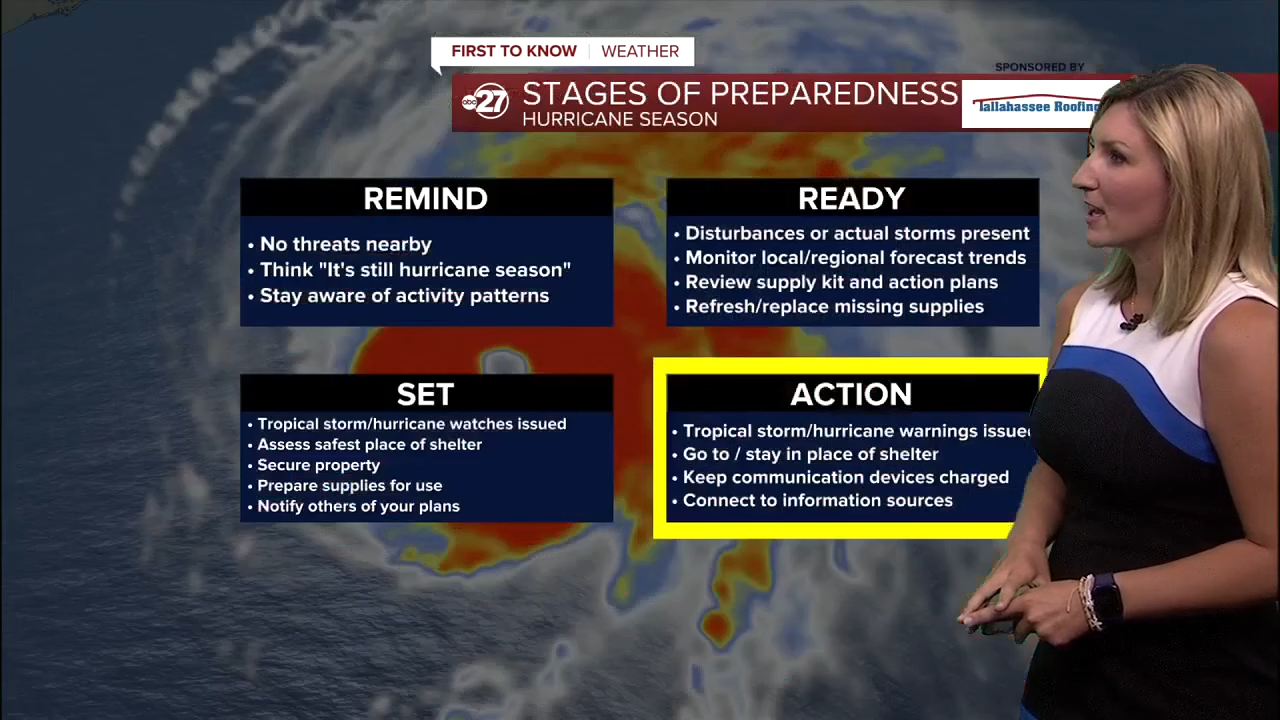 FIRST TO KNOW | WEATHER
SPONSORED BY
abc 27 STAGES OF PREPAREDNESS
HURRICANE SEASON
Tallahassee Roofing
REMIND
• No threats nearby
• Think "It's still hurricane season"
• Stay aware of activity patterns
READY
• Disturbances or actual storms present
• Monitor local/regional forecast trends
• Review supply kit and action plans
• Refresh/replace missing supplies
SET
• Tropical storm/hurricane watches issued
• Assess safest place of shelter
• Secure property
• Prepare supplies for use
• Notify others of your plans
ACTION
• Tropical storm/hurricane warnings issued
• Go to / stay in place of shelter
• Keep communication devices charged
• Connect to information sources